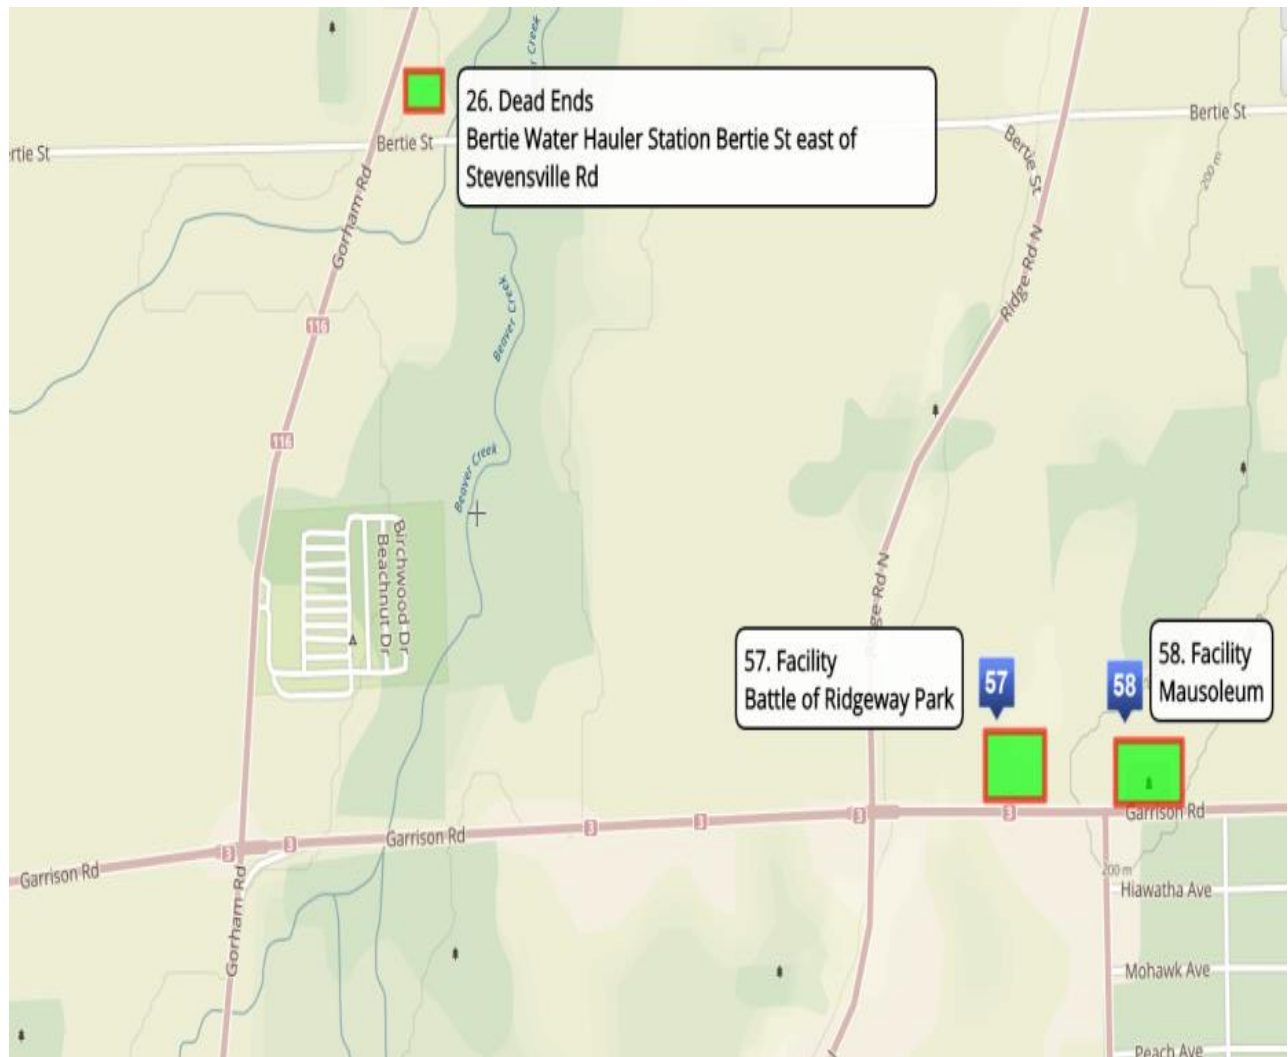 r Creek
26. Dead Ends
Bertie Water Hauler Station Bertie St east of
Stevensville Rd
Bertie St
Bertie St
rtie St
Bertie St
200 m
Gorham Rd
Ridge Rd N
Beaver Creek
116
116
Beaver Creek
Birchwood Dr
Beachnut Dr
ge Rd N
57. Facility
Battle of Ridgeway Park
57
58
58. Facility
Mausoleum
3
3
Garrison Rd
3
3
3
3
Garrison Rd
Garrison Rd
Gorham Rd
200 m
Hiawatha Ave
Mohawk Ave
Peach Ave